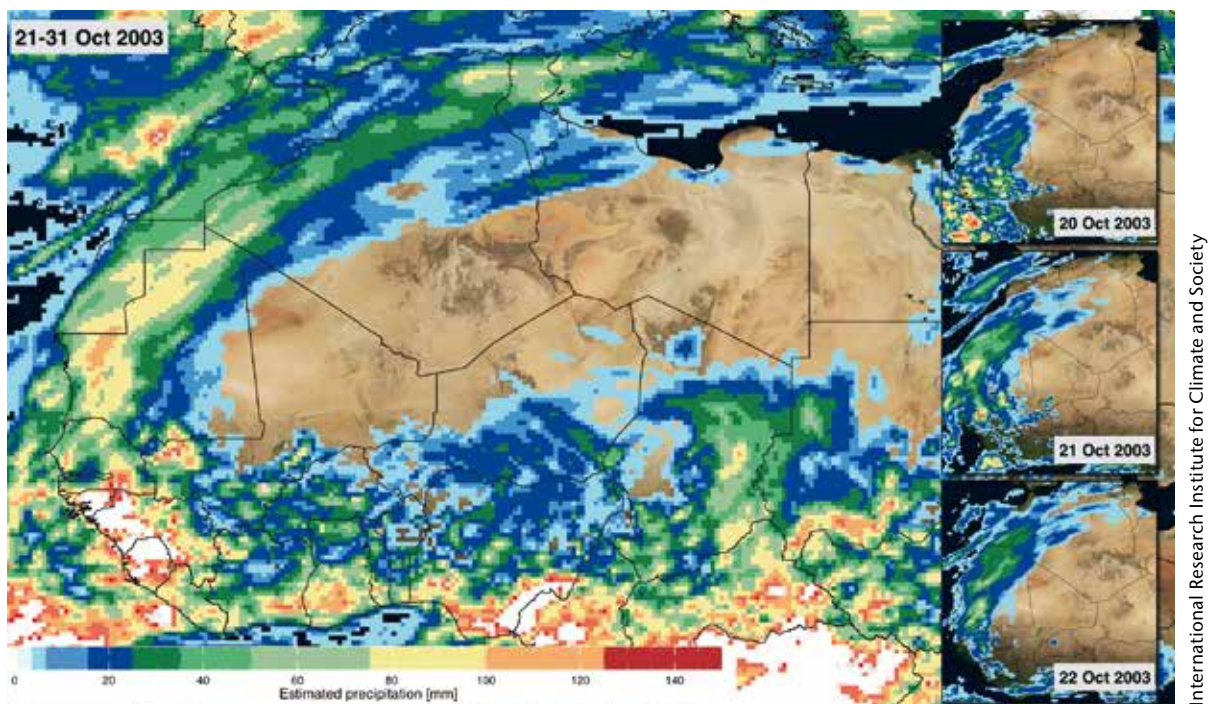 21-31 Oct 2003
20 Oct 2003
21 Oct 2003
22 Oct 2003
0 20 40 60 80 100 120 140
Estimated precipitation [mm]
International Research Institute for Climate and Society